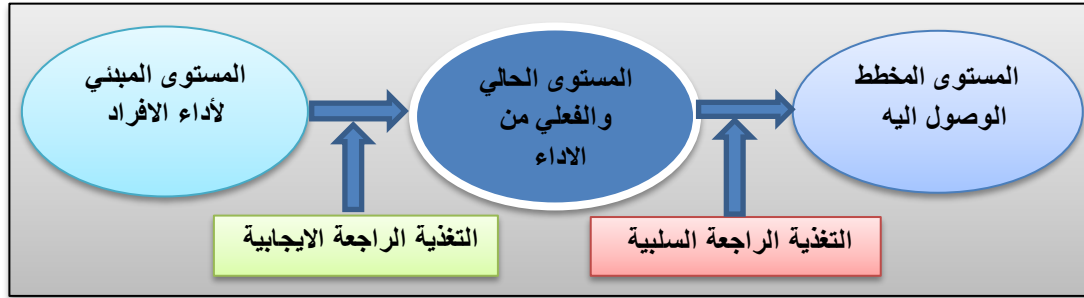 المستوى المخطط
الوصول اليه
المستوى الحالي
والفعلي من
الاداء
المستوى المبدئي
لأداء الافراد
التغذية الراجعة السلبية
التغذية الراجعة الايجابية